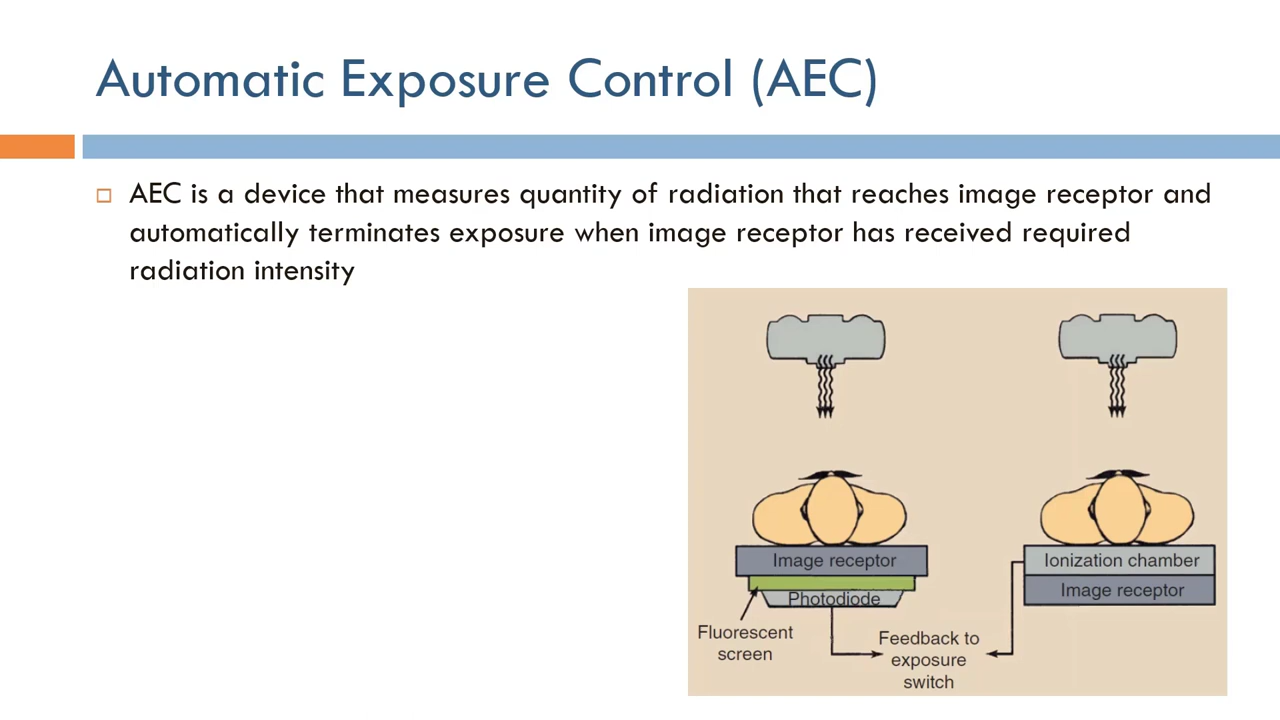 Automatic Exposure Control (AEC)
AEC is a device that measures quantity of radiation that reaches image receptor and
automatically terminates exposure when image receptor has received required
radiation intensity
Image receptor
Photodiode
Fluorescent
screen
Feedback to
exposure
switch
Ionization chamber
Image receptor